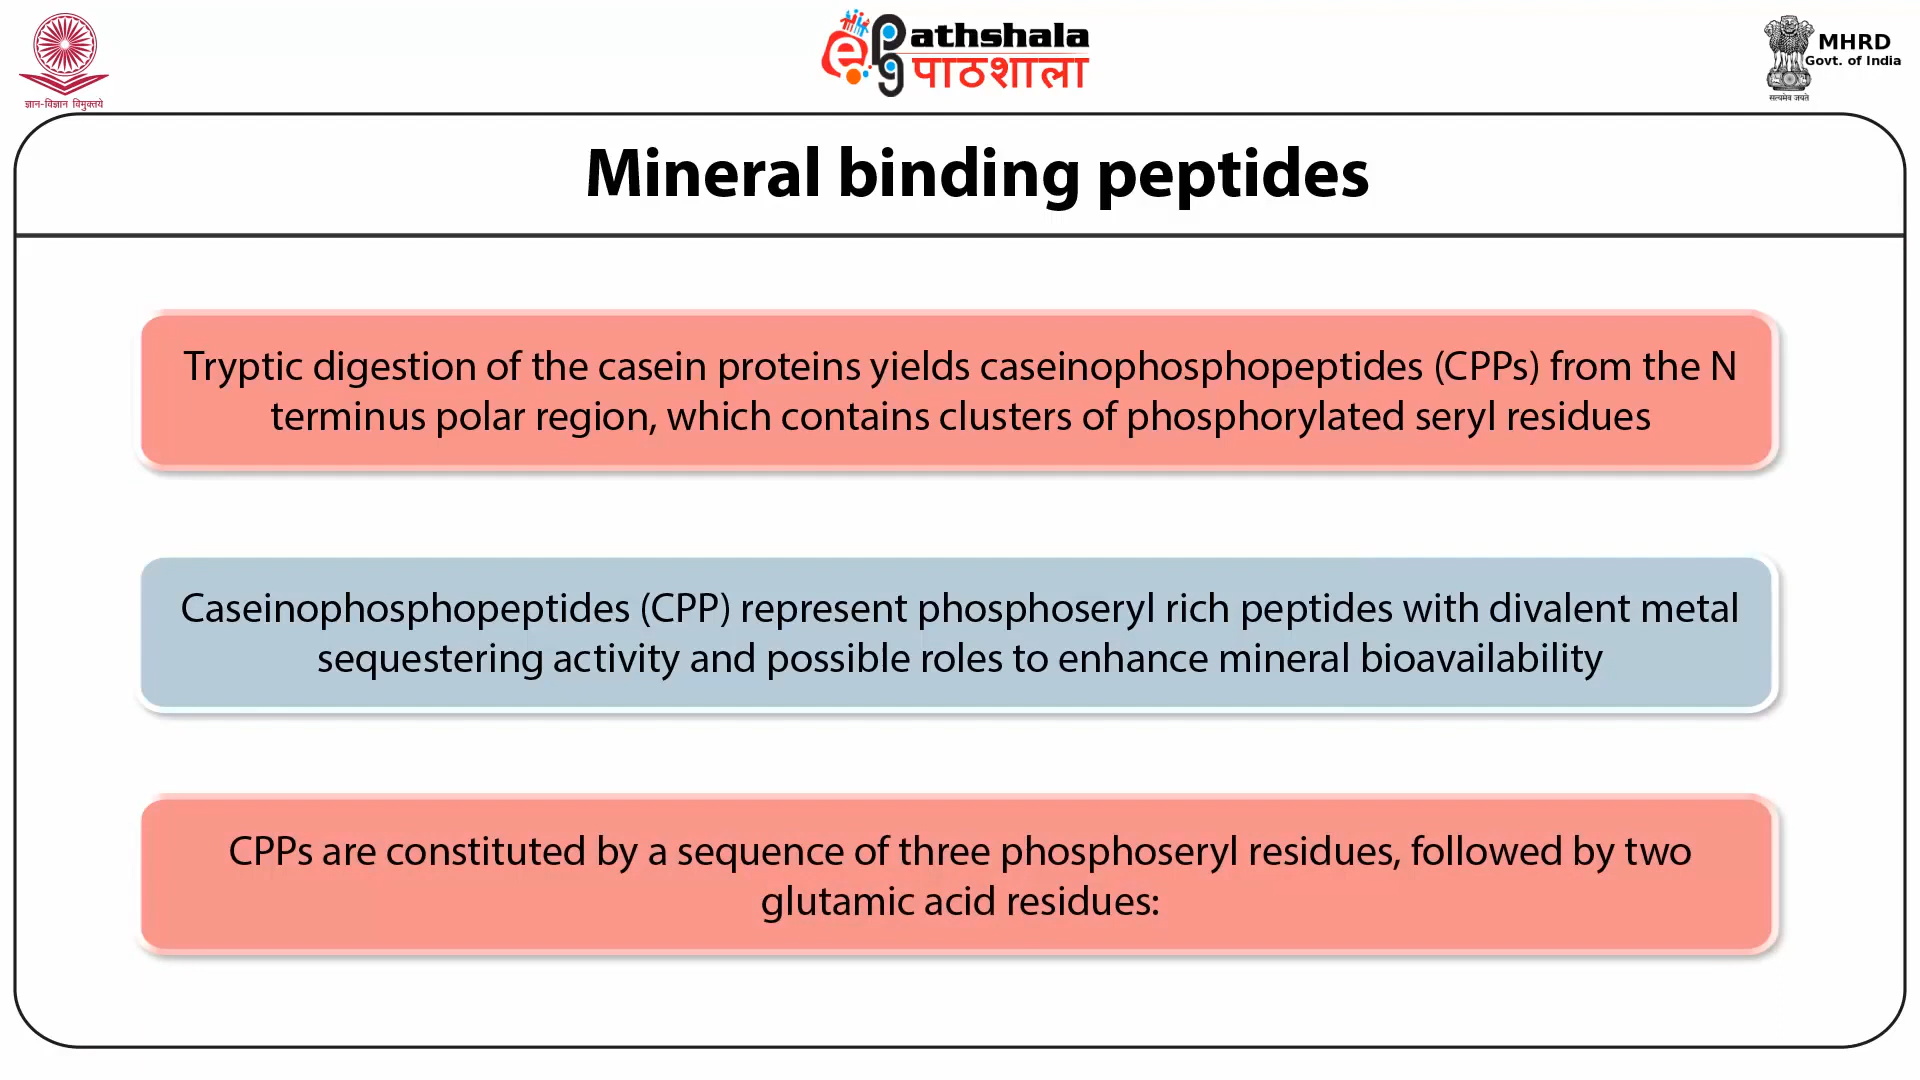 ज्ञान-विज्ञान विमुक्तये
ePathshala
पाठशाला
MHRD
Govt. of India
सत्यमेव जयते
Mineral binding peptides
Tryptic digestion of the casein proteins yields caseinophosphopeptides (CPPs) from the N
terminus polar region, which contains clusters of phosphorylated seryl residues
Caseinophosphopeptides (CPP) represent phosphoseryl rich peptides with divalent metal
sequestering activity and possible roles to enhance mineral bioavailability
CPPs are constituted by a sequence of three phosphoseryl residues, followed by two
glutamic acid residues: